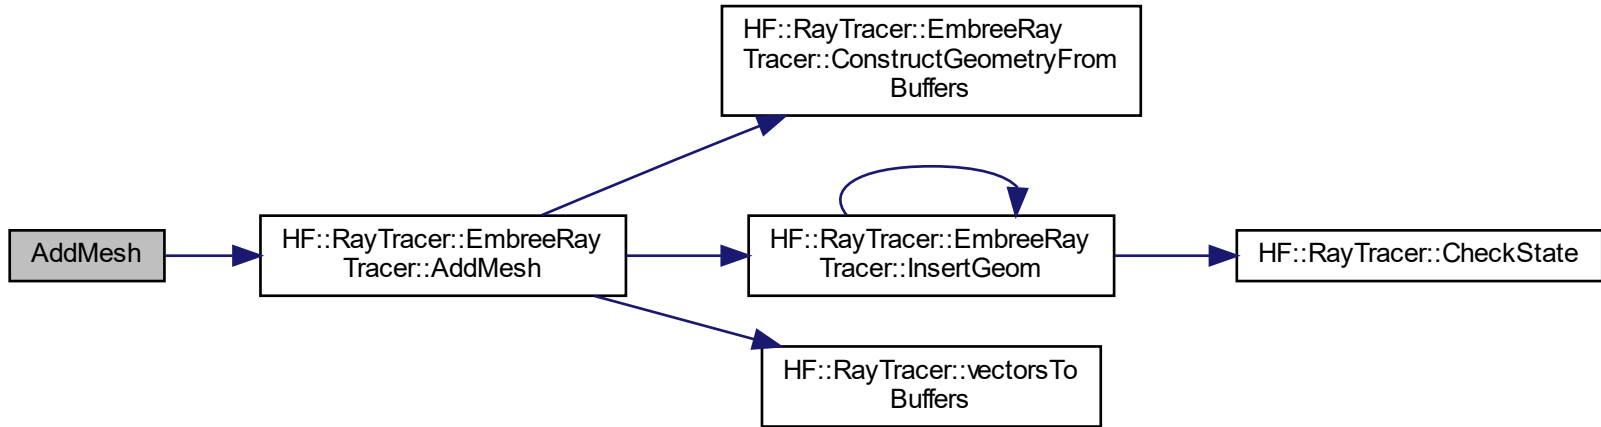 HF::RayTracer::EmbreeRay
Tracer::ConstructGeometryFrom
Buffers
AddMesh
HF::RayTracer::EmbreeRay
Tracer::AddMesh
HF::RayTracer::EmbreeRay
Tracer::InsertGeom
HF::RayTracer::CheckState
HF::RayTracer::vectorsTo
Buffers